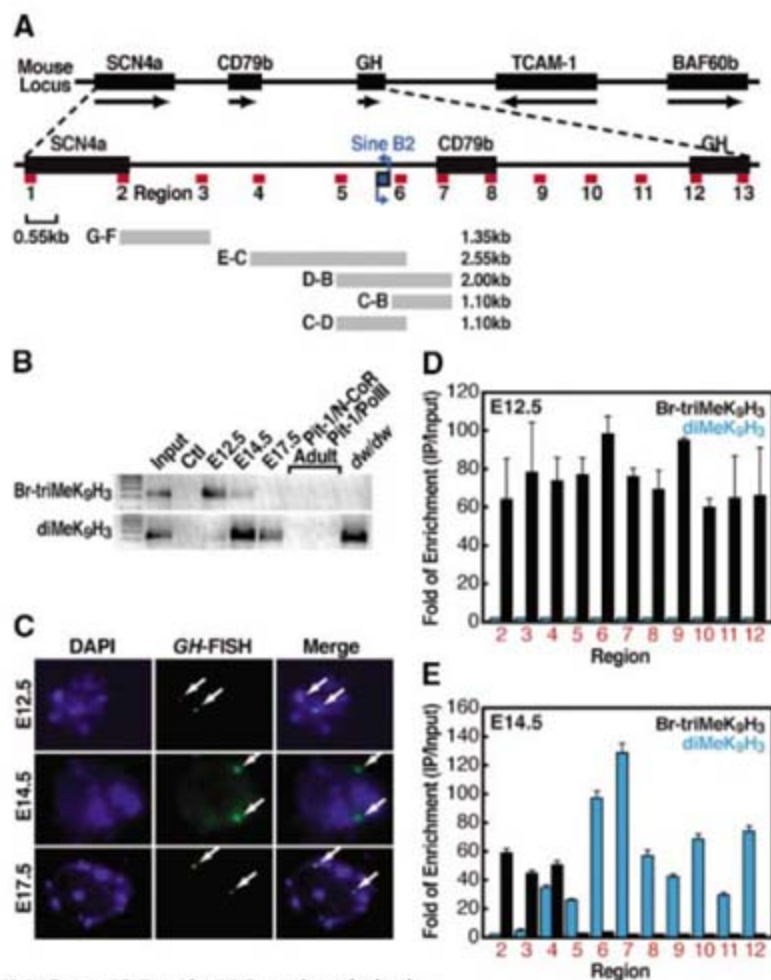 A
Mouse Locus
SCN4a CD79b GH TCAM-1 BAF60b
SCN4a Sine B2 CD79b GH
1 2 Region 3 4 5 6 7 8 9 10 11 12 13
0.55kb
G-F 1.35kb
E-C 2.55kb
D-B 2.00kb
C-B 1.10kb
C-D 1.10kb
B
Input Ctl E12.5 E14.5 E17.5 Pit-1/N-CoR Pit-1/PolII dw/dw
Adult
Br-triMeK9H3
diMeK9H3
C
DAPI GH-FISH Merge
E12.5
E14.5
E17.5
D
E12.5
Br-triMeK9H3
diMeK9H3
Fold of Enrichment (IP/Input)
120
100
80
60
40
20
0
2 3 4 5 6 7 8 9 10 11 12
Region
E
E14.5
Br-triMeK9H3
diMeK9H3
Fold of Enrichment (IP/Input)
160
140
120
100
80
60
40
20
0
2 3 4 5 6 7 8 9 10 11 12
Region